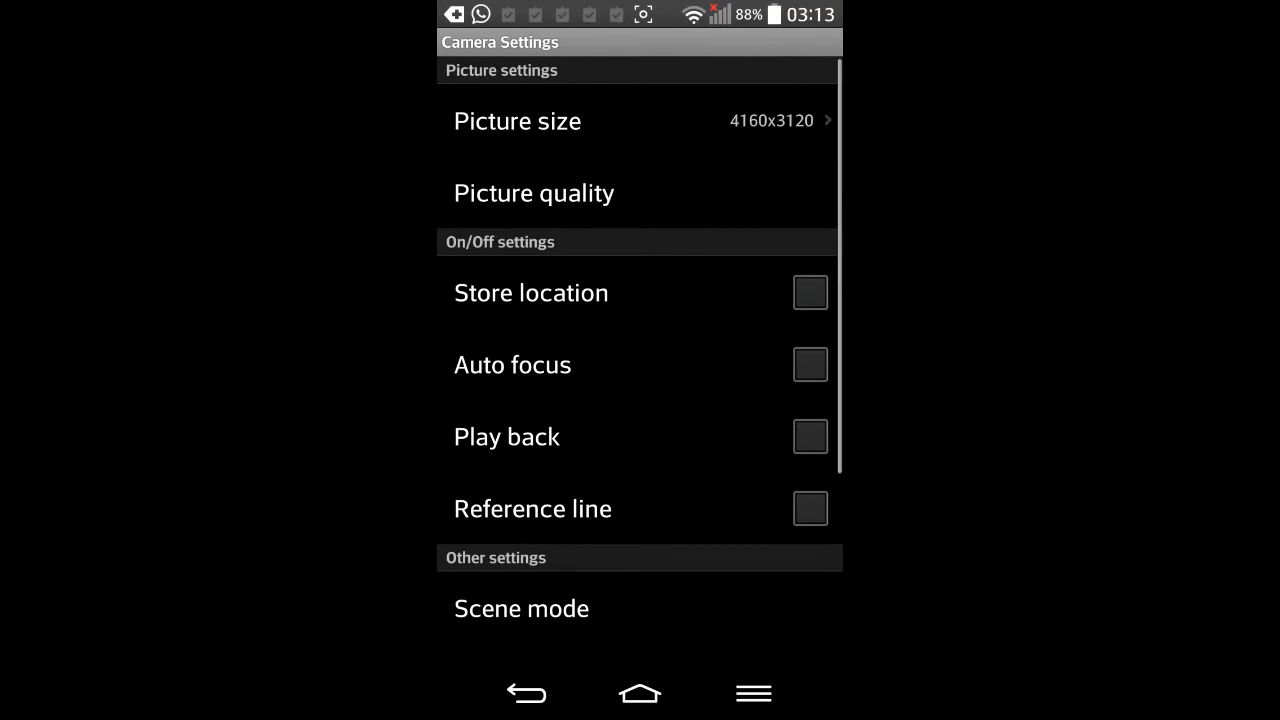 88% 03:13
Camera Settings
Picture settings
Picture size 4160x3120
Picture quality
On/Off settings
Store location
Auto focus
Play back
Reference line
Other settings
Scene mode